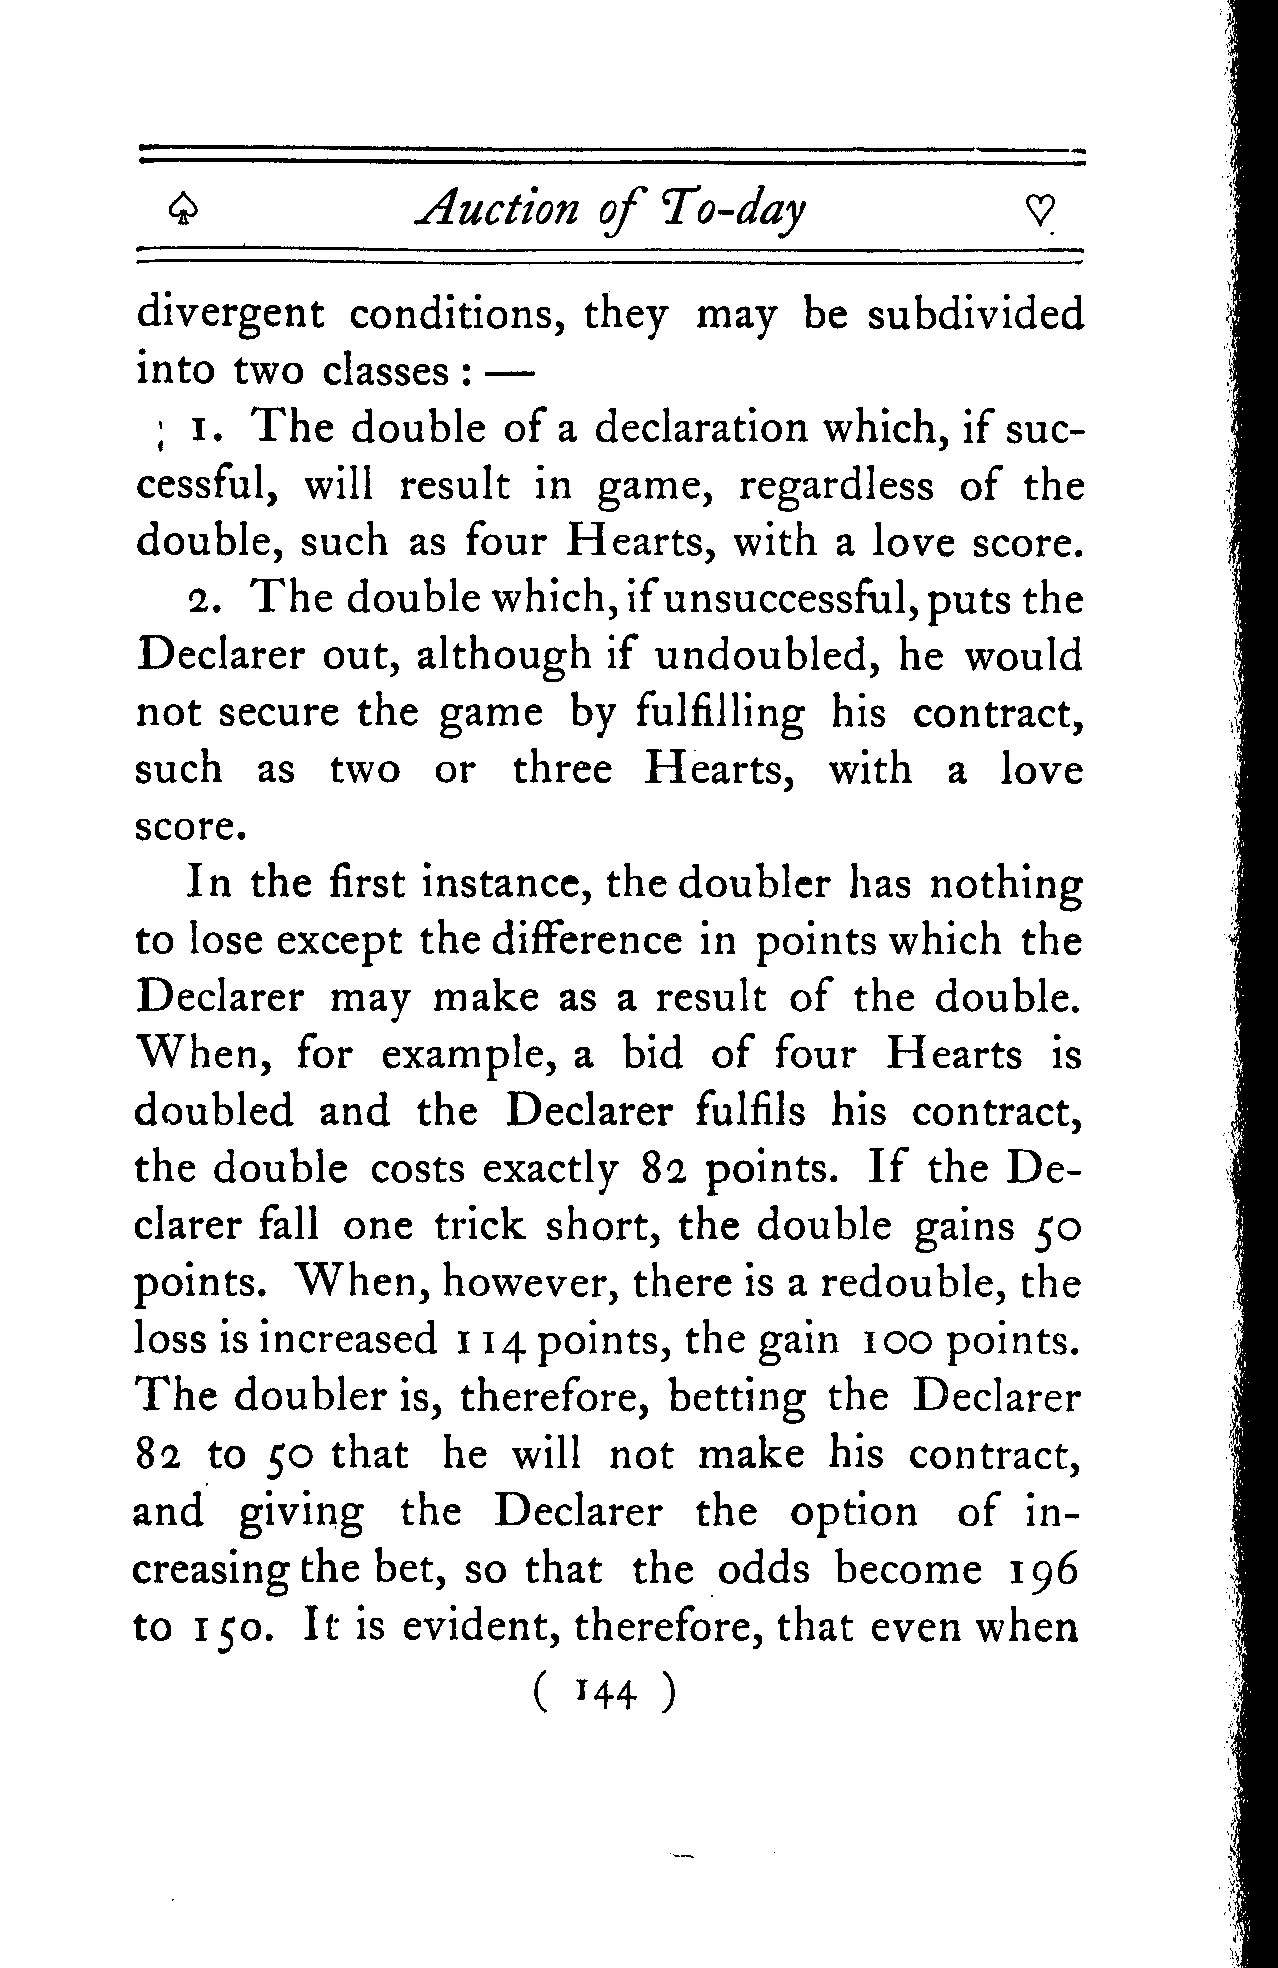 ♤ Auction of To-day ♡
divergent conditions, they may be subdivided
into two classes : —
1. The double of a declaration which, if suc-
cessful, will result in game, regardless of the
double, such as four Hearts, with a love score.
2. The double which, if unsuccessful, puts the
Declarer out, although if undoubled, he would
not secure the game by fulfilling his contract,
such as two or three Hearts, with a love
score.
In the first instance, the doubler has nothing
to lose except the difference in points which the
Declarer may make as a result of the double.
When, for example, a bid of four Hearts is
doubled and the Declarer fulfils his contract,
the double costs exactly 82 points. If the De-
clarer fall one trick short, the double gains 50
points. When, however, there is a redouble, the
loss is increased 114 points, the gain 100 points.
The doubler is, therefore, betting the Declarer
82 to 50 that he will not make his contract,
and giving the Declarer the option of in-
creasing the bet, so that the odds become 196
to 150. It is evident, therefore, that even when
( 144 )